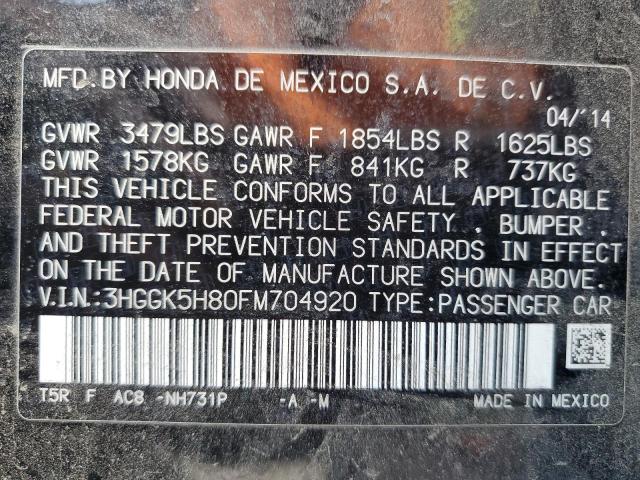 MFD. BY HONDA DE MEXICO S.A. DE C.V.
04/'14
GVWR 3479LBS GAWR F 1854LBS R 1625LBS
GVWR 1578KG GAWR F 841KG R 737KG
THIS VEHICLE CONFORMS TO ALL APPLICABLE
FEDERAL MOTOR VEHICLE SAFETY , BUMPER ,
AND THEFT PREVENTION STANDARDS IN EFFECT
ON THE DATE OF MANUFACTURE SHOWN ABOVE.
V.I.N.:3HGGK5H80FM704920 TYPE:PASSENGER CAR
T5R F AC8 -NH731P -A -M MADE IN MEXICO